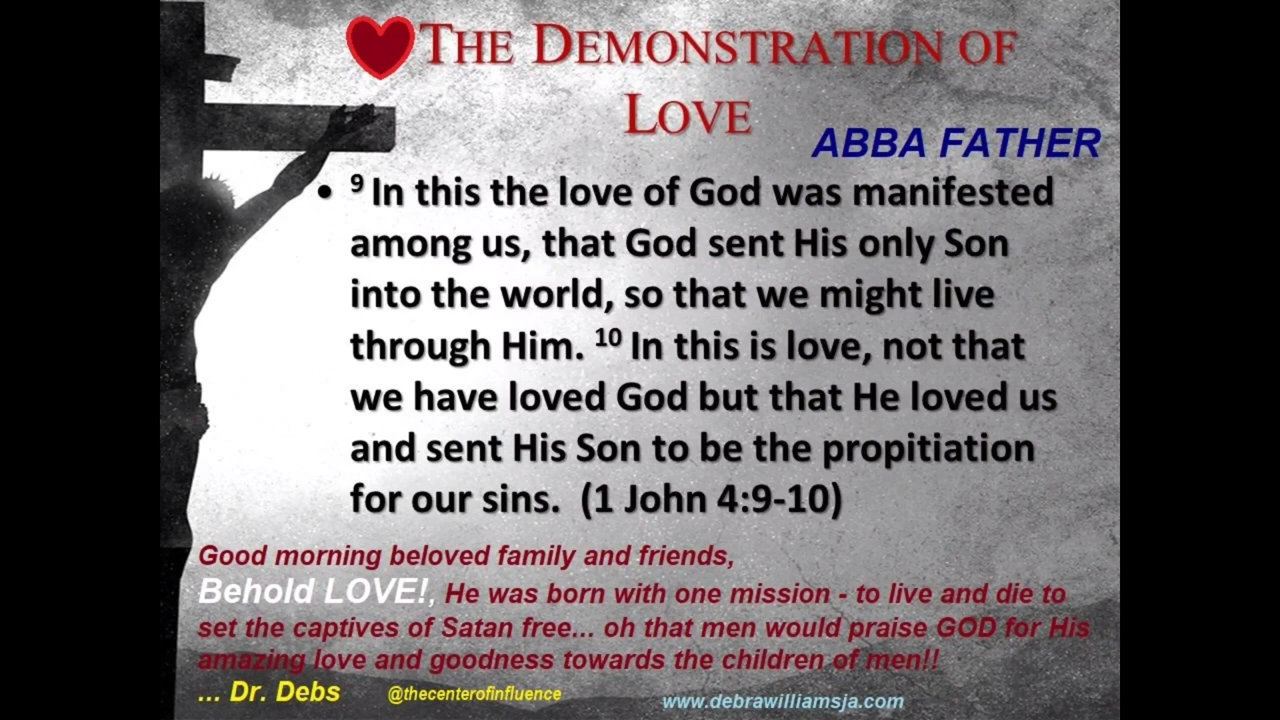 THE DEMONSTRATION OF
LOVE
ABBA FATHER
• 9 In this the love of God was manifested
among us, that God sent His only Son
into the world, so that we might live
through Him. 10 In this is love, not that
we have loved God but that He loved us
and sent His Son to be the propitiation
for our sins. (1 John 4:9-10)
Good morning beloved family and friends,
Behold LOVE!, He was born with one mission - to live and die to
set the captives of Satan free... oh that men would praise GOD for His
amazing love and goodness towards the children of men!!
... Dr. Debs @thecenterofinfluence www.debrawilliamsja.com